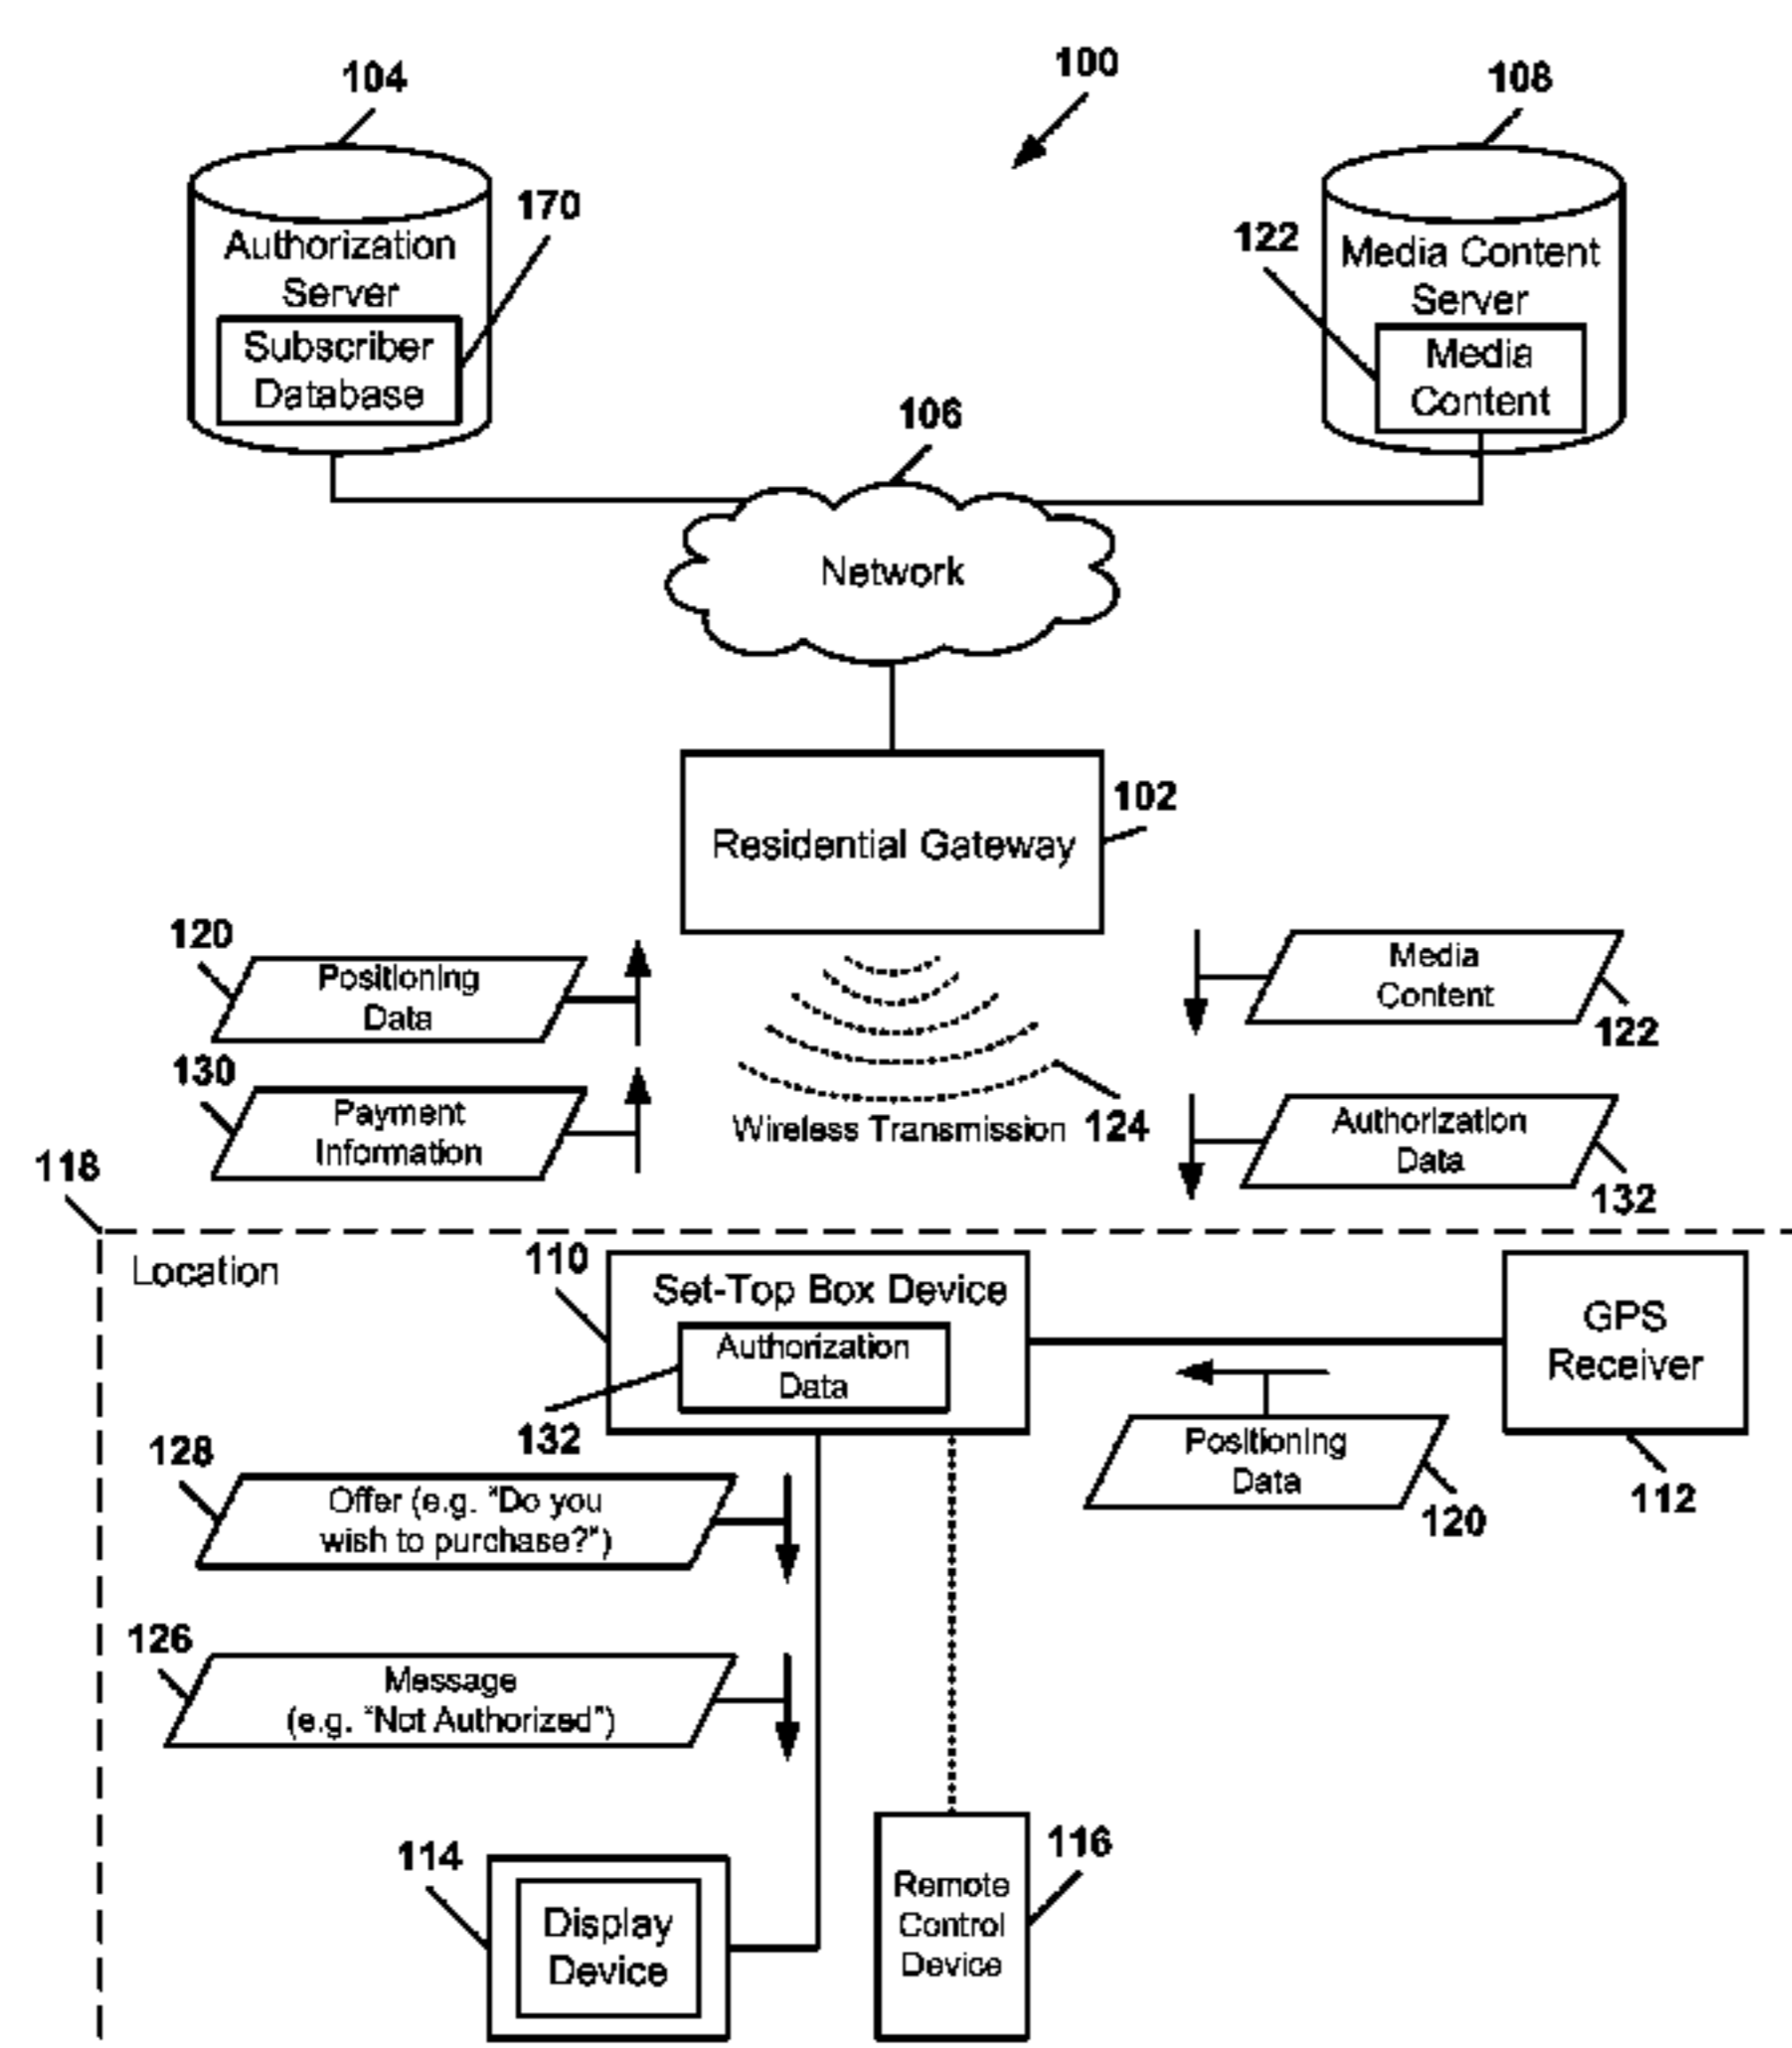 100
104
108
170
Authorization
Server
Subscriber
Database
122
Media Content
Server
Media
Content
106
Network
102
Residential Gateway
120
Positioning
Data
Media
Content
122
130
Payment
Information
Wireless Transmission 124
Authorization
Data
132
118
Location
110
Set-Top Box Device
Authorization
Data
132
GPS
Receiver
112
Positioning
Data
120
128
Offer (e.g. "Do you
wish to purchase?")
126
Message
(e.g. "Not Authorized")
114
Display
Device
116
Remote
Control
Device